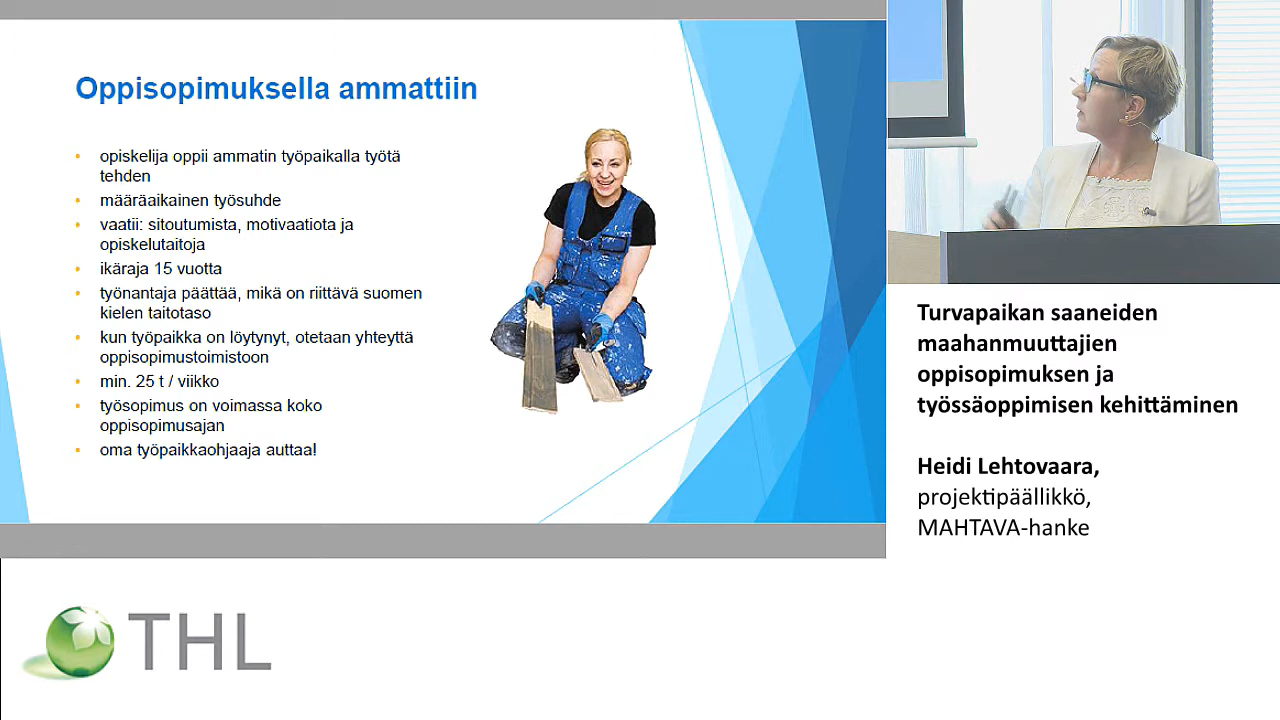 Oppisopimuksella ammattiin
opiskelija oppii ammatin työpaikalla työtä
tehden
määräaikainen työsuhde
vaatii: sitoutumista, motivaatiota ja
opiskelutaitoja
ikäraja 15 vuotta
työnantaja päättää, mikä on riittävä suomen
kielen taitotaso
kun työpaikka on löytynyt, otetaan yhteyttä
oppisopimustoimistoon
min. 25 t / viikko
työsopimus on voimassa koko
oppisopimusajan
oma työpaikkaohjaaja auttaa!
Turvapaikan saaneiden
maahanmuuttajien
oppisopimuksen ja
työssäoppimisen kehittäminen
Heidi Lehtovaara,
projektipäällikkö,
MAHTAVA-hanke
THL